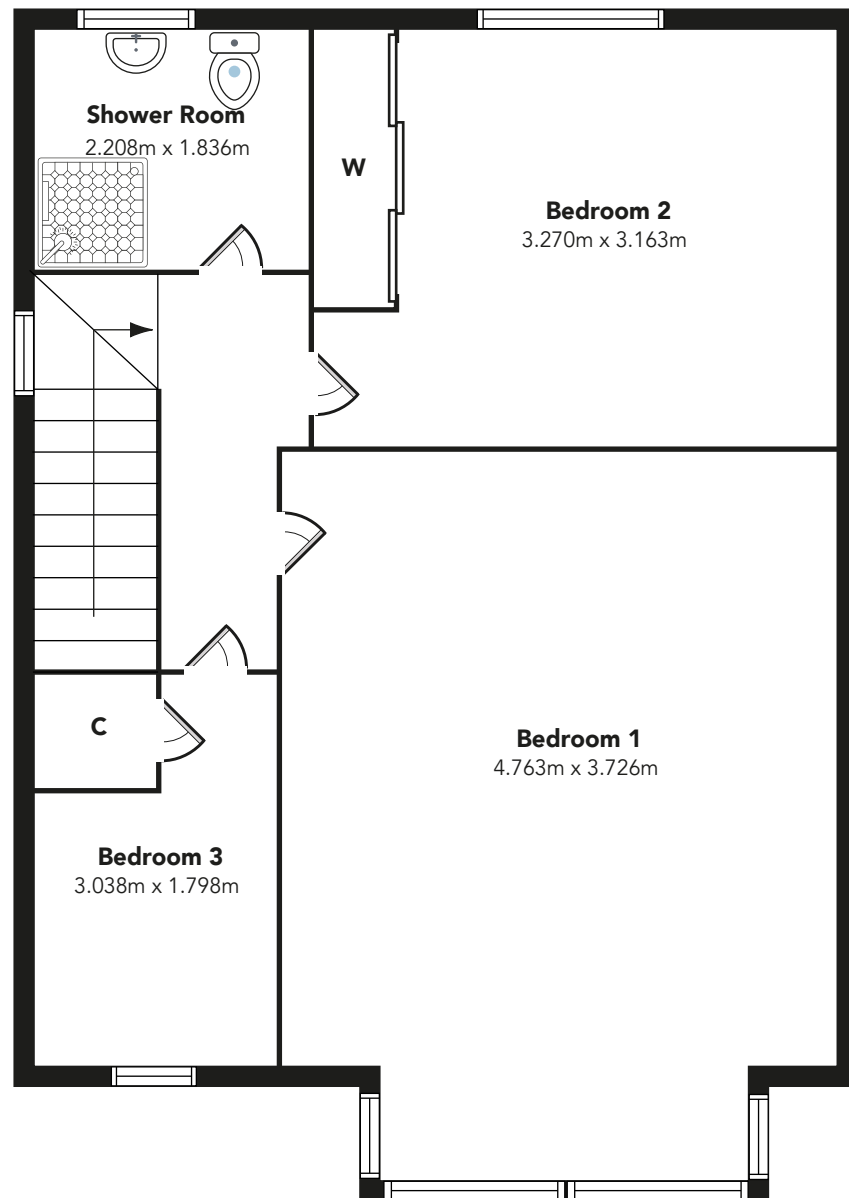 Shower Room
2.208m x 1.836m
W
Bedroom 2
3.270m x 3.163m
C
Bedroom 1
4.763m x 3.726m
Bedroom 3
3.038m x 1.798m